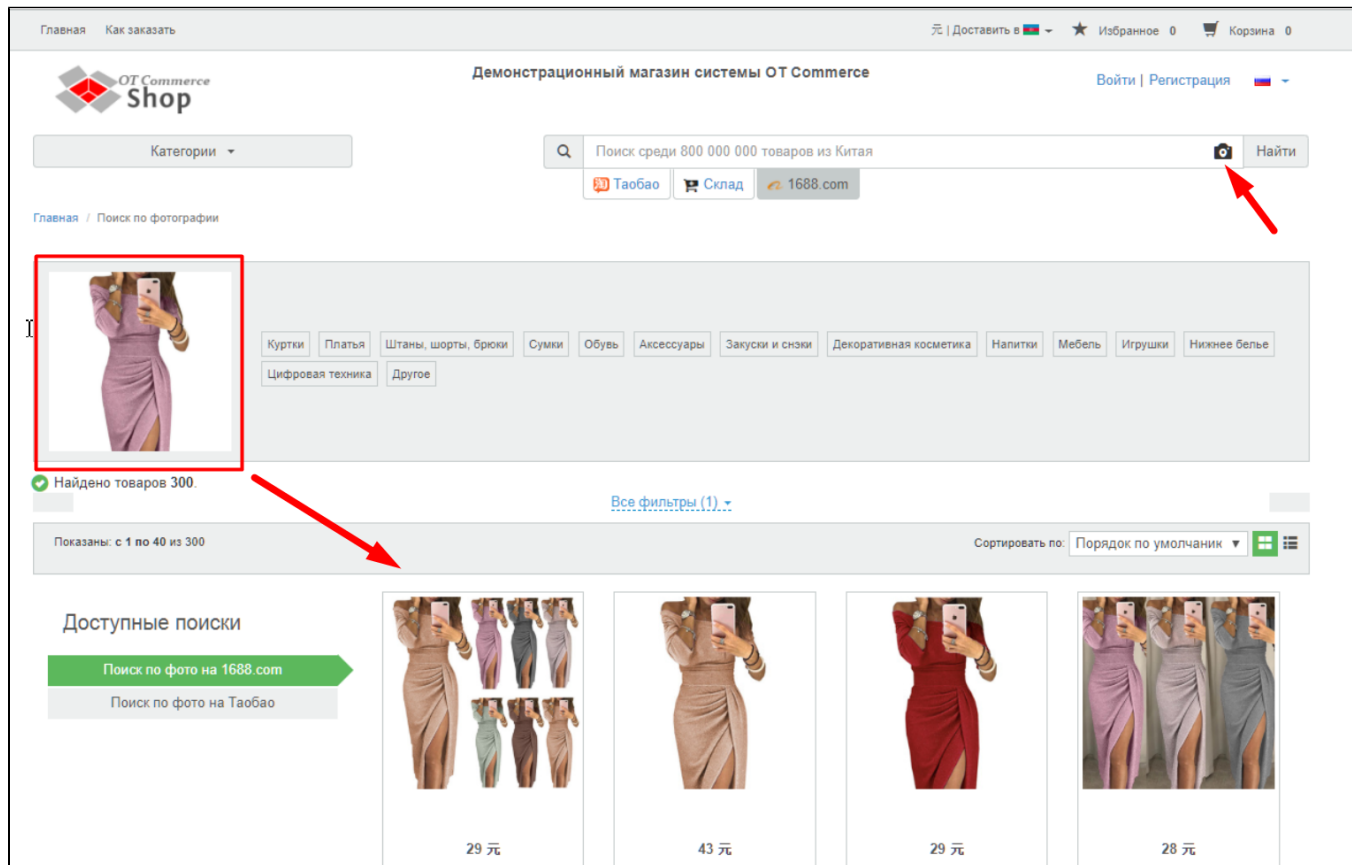 Главная Как заказать 元 | Доставить в Избранное 0 Корзина 0
OT Commerce
Shop
Демонстрационный магазин системы OT Commerce
Войти | Регистрация
Категории
Поиск среди 800 000 000 товаров из Китая
Найти
淘 Таобао Склад 1688.com
Главная / Поиск по фотографии
Куртки Платья Штаны, шорты, брюки Сумки Обувь Аксессуары Закуски и снэки Декоративная косметика Напитки Мебель Игрушки Нижнее белье
Цифровая техника Другое
Найдено товаров 300.
Все фильтры (1)
Показаны: с 1 по 40 из 300 Сортировать по: Порядок по умолчаник
Доступные поиски
Поиск по фото на 1688.com
Поиск по фото на Таобао
29 元 43 元 29 元 28 元